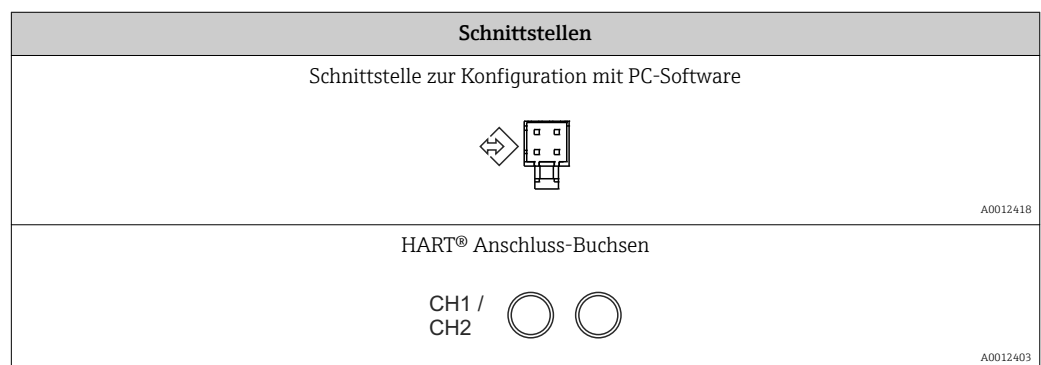 Schnittstellen
Schnittstelle zur Konfiguration mit PC-Software
A0012418
HART® Anschluss-Buchsen
CH1 /
CH2
A0012403